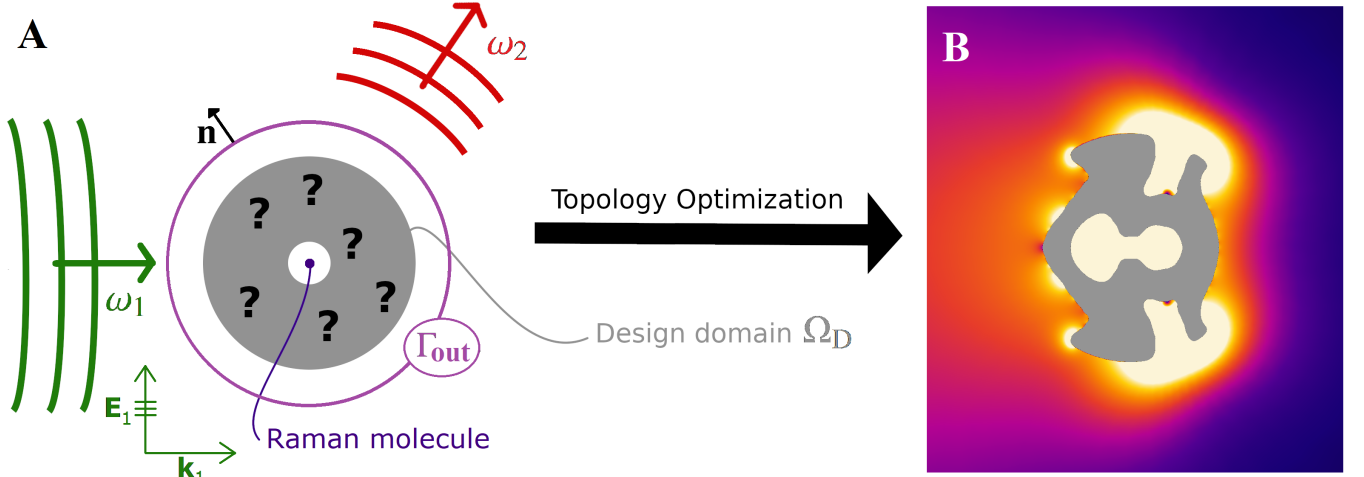 A
ω2
n
?
?
?
?
?
?
ω1
Γout
E1
k1
Raman molecule
Design domain ΩD
Topology Optimization
B